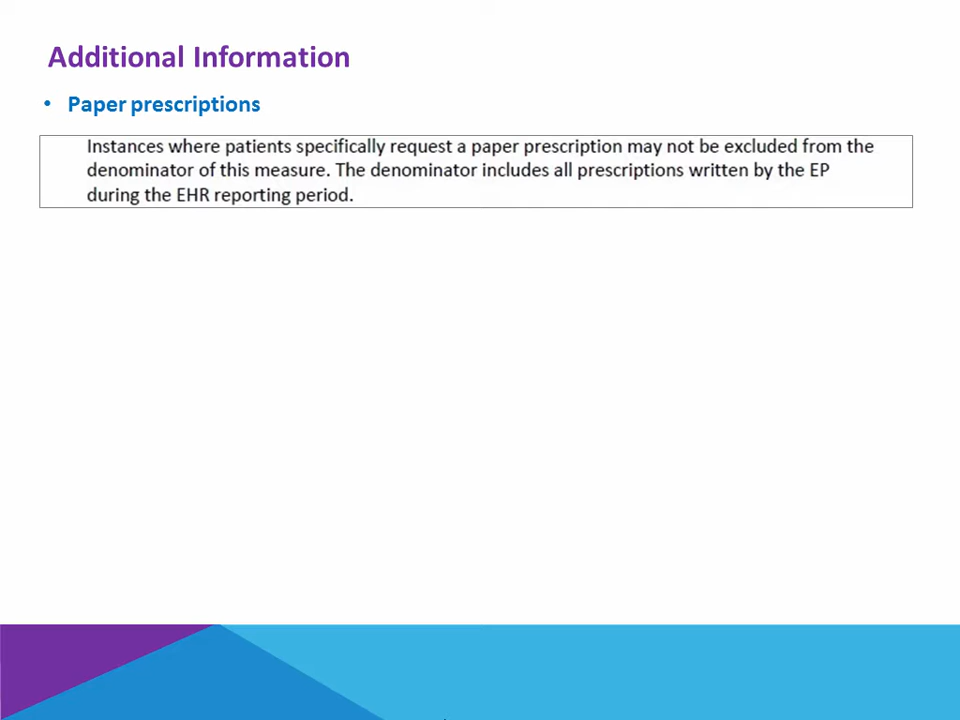 Additional Information
• Paper prescriptions
Instances where patients specifically request a paper prescription may not be excluded from the
denominator of this measure. The denominator includes all prescriptions written by the EP
during the EHR reporting period.